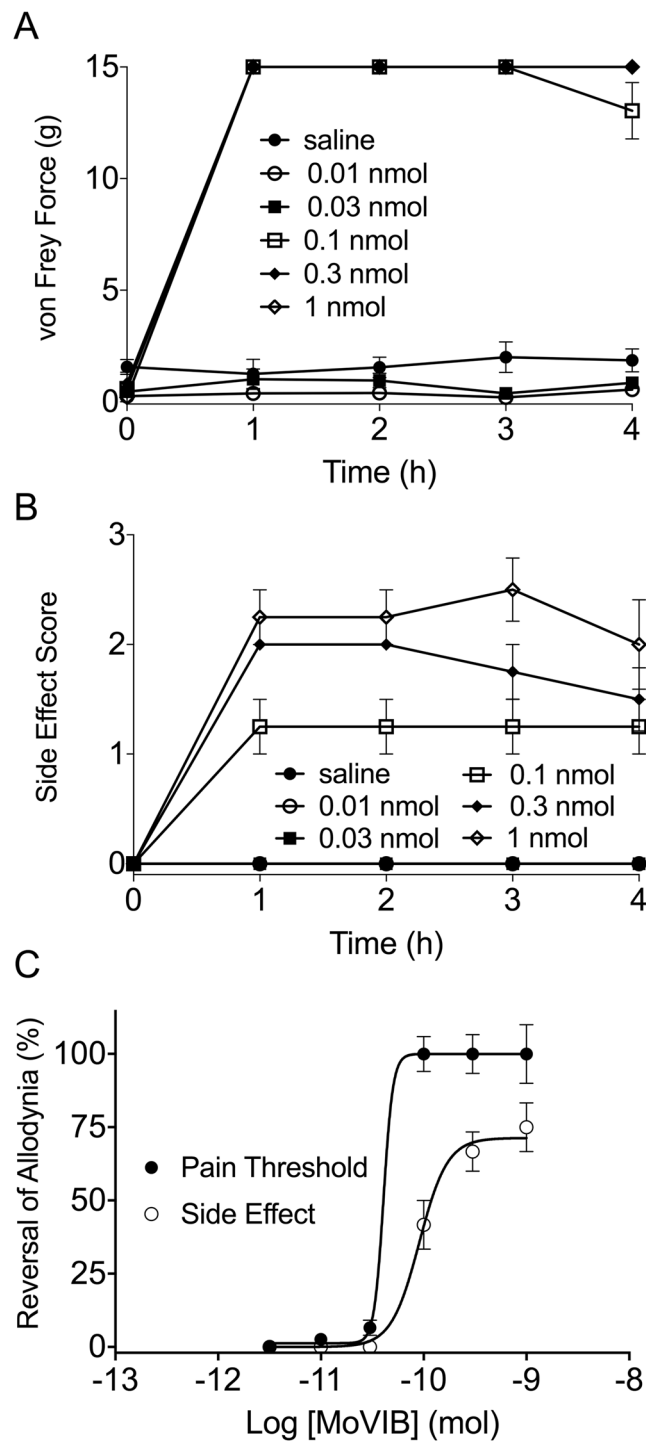 A
von Frey Force (g)
15
10
5
0
saline
0.01 nmol
0.03 nmol
0.1 nmol
0.3 nmol
1 nmol
0 1 2 3 4
Time (h)
B
Side Effect Score
3
2
1
0
saline
0.01 nmol
0.03 nmol
0.1 nmol
0.3 nmol
1 nmol
0 1 2 3 4
Time (h)
C
Reversal of Allodynia (%)
100
75
50
25
0
Pain Threshold
Side Effect
-13 -12 -11 -10 -9 -8
Log [MoVIB] (mol)